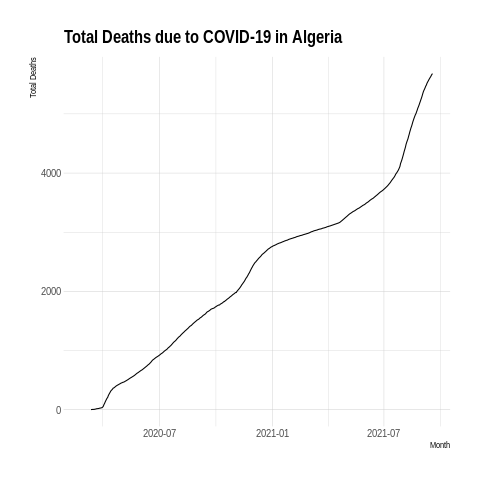 Total Deaths due to COVID-19 in Algeria
Total Deaths
4000
2000
0
2020-07
2021-01
2021-07
Month